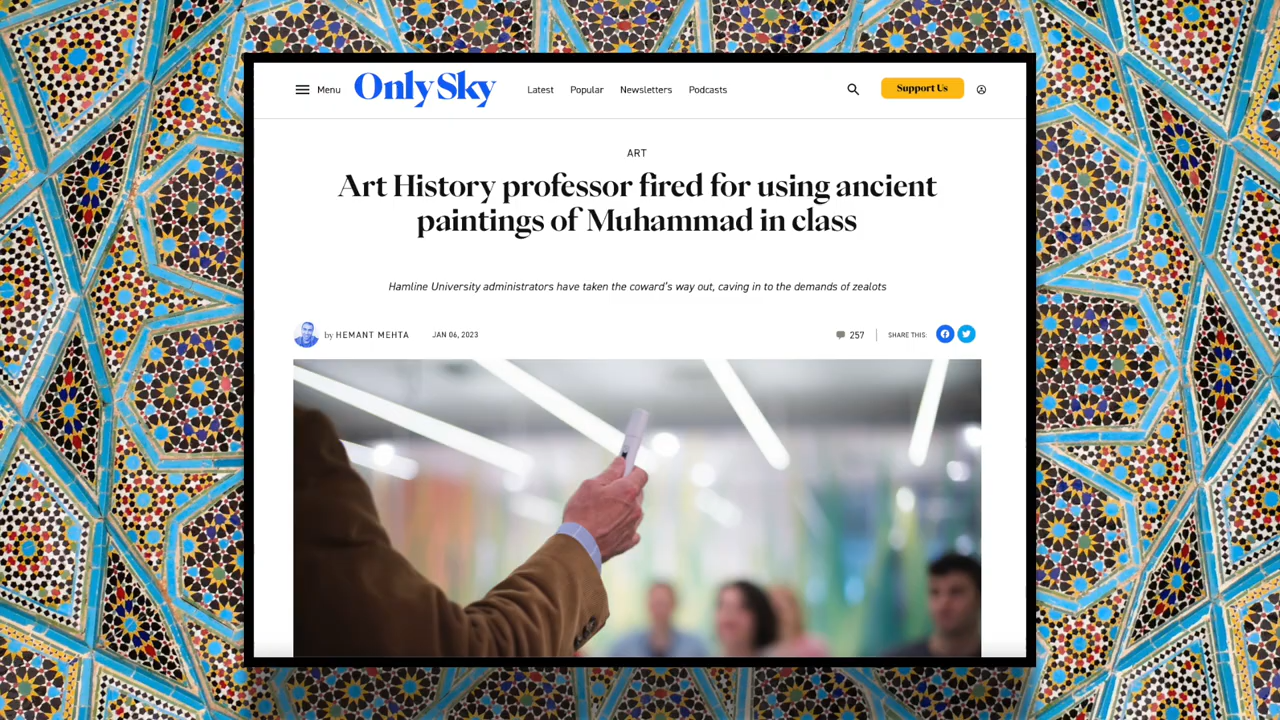 Menu
Only Sky
Latest
Popular
Newsletters
Podcasts
Support Us
ART
Art History professor fired for using ancient
paintings of Muhammad in class
Hamline University administrators have taken the coward's way out, caving in to the demands of zealots
by HEMANT MEHTA
JAN 06, 2023
257
SHARE THIS: